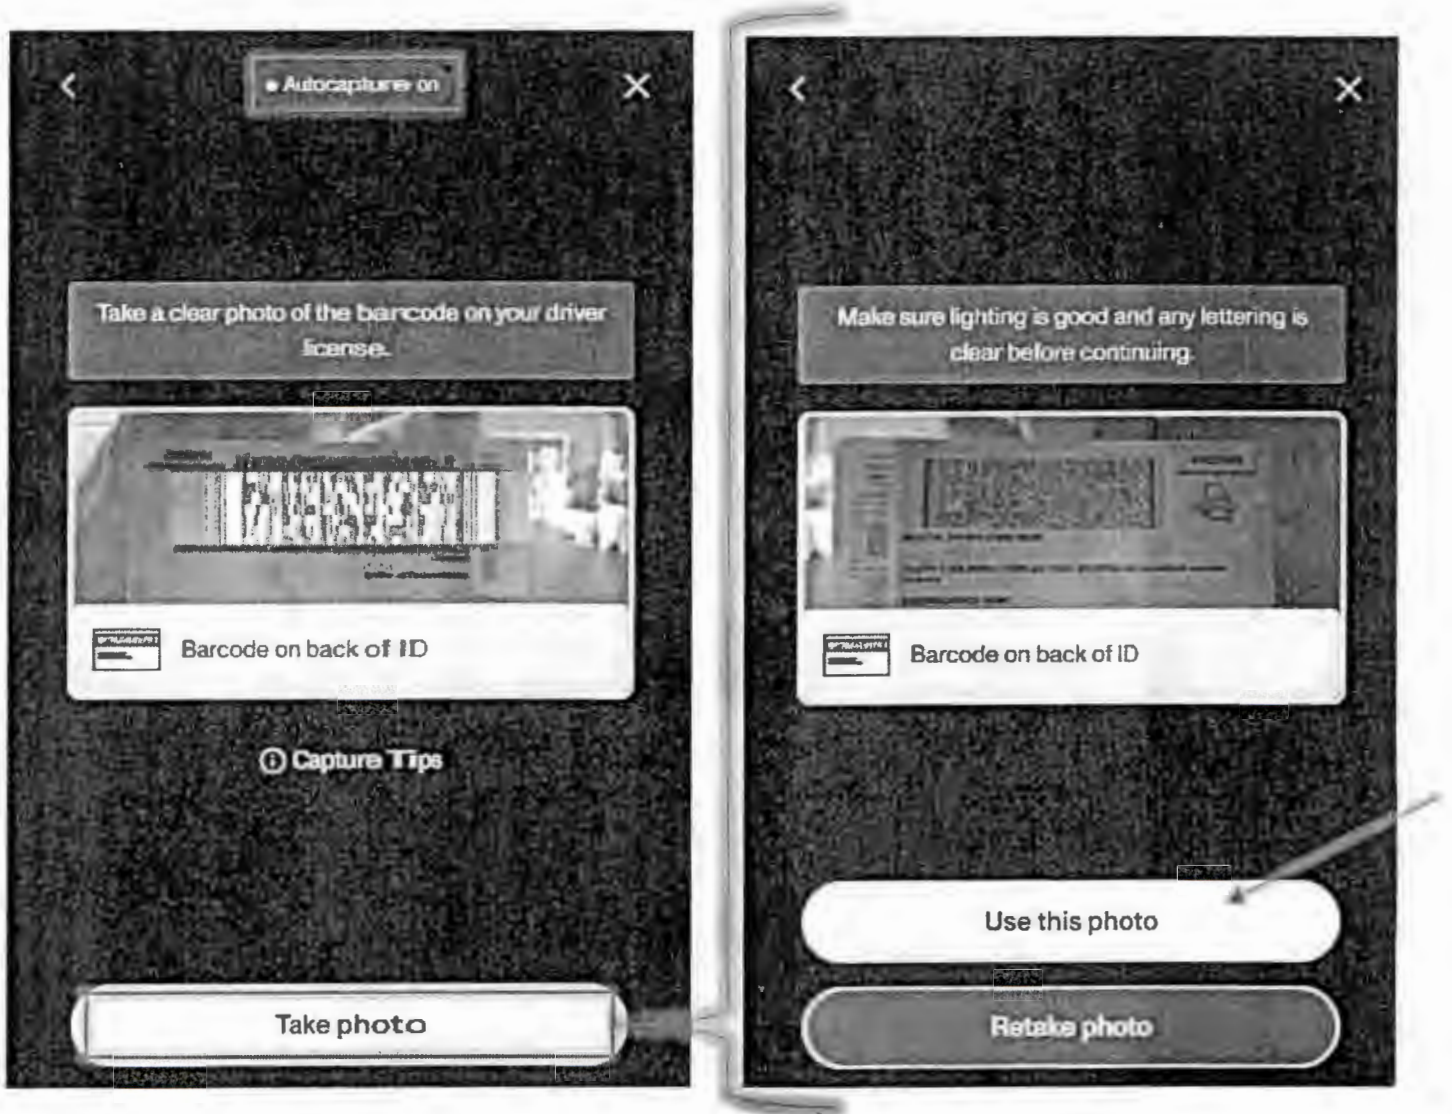 Autocapture on
Take a clear photo of the barcode on your driver
license.
Barcode on back of ID
Capture Tips
Take photo
Make sure lighting is good and any lettering is
clear before continuing.
Barcode on back of ID
Use this photo
Retake photo